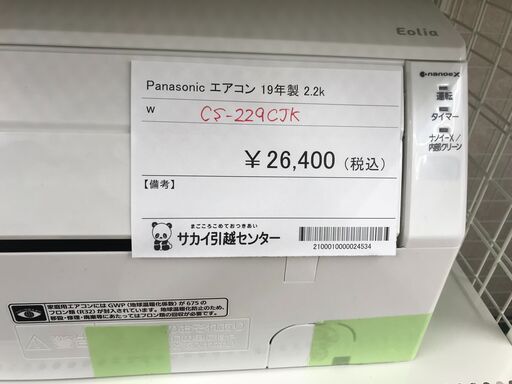 Eolia
nanoeX
運転
タイマー
ナノイーX/
内部クリーン
Panasonic エアコン 19年製 2.2k
w
CS-229CJK
￥26,400（税込）
【備考】
まごころこめておつきあい
サカイ引越センター
2100010000024534
家庭用エアコンにはGWP（地球温暖化係数）が675の
フロン類（R32）が封入されています。地球温暖化防止のため、
移設・修理・廃棄等にあたってはフロン類の回収が必要です。